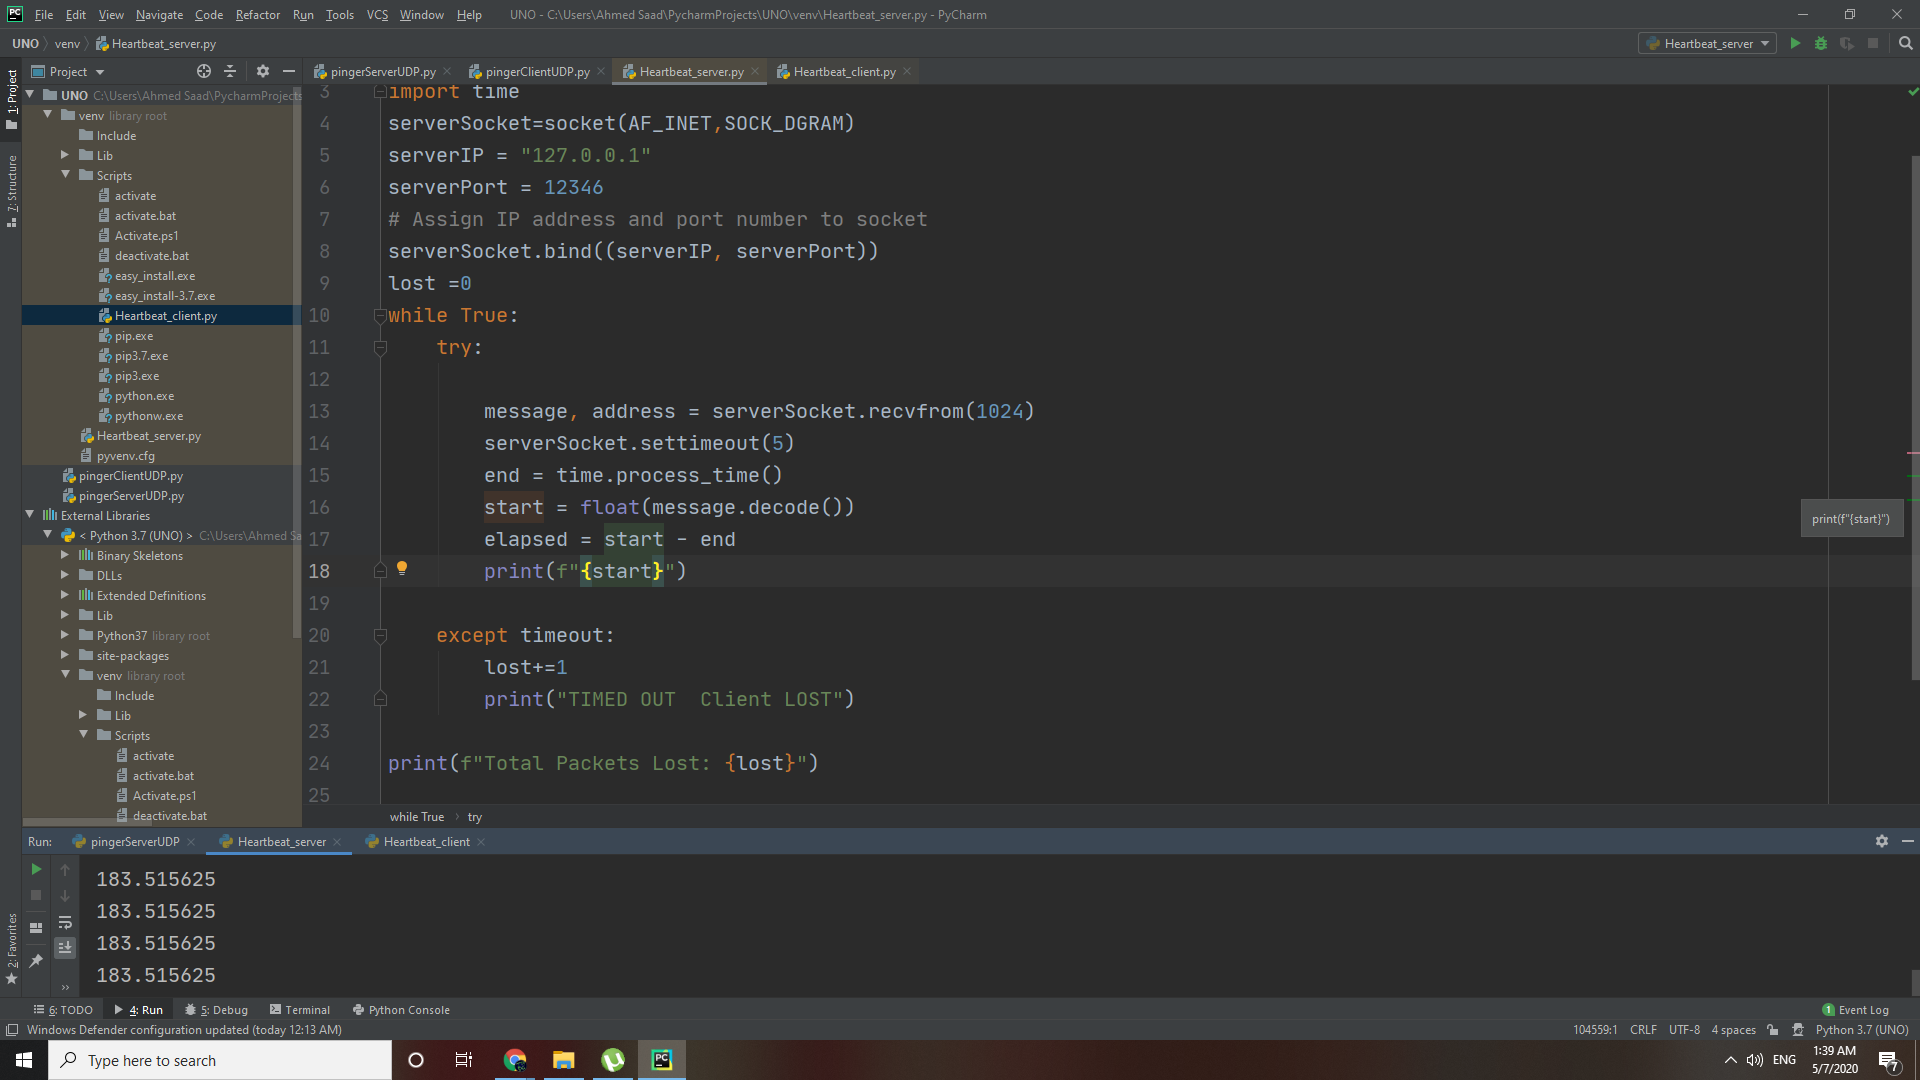 PC File Edit View Navigate Code Refactor Run Tools VCS Window Help UNO - C:\Users\Ahmed Saad\PycharmProjects\UNO\venv\Heartbeat_server.py - PyCharm
UNO venv Heartbeat_server.py Heartbeat_server
Project pingerServerUDP.py pingerClientUDP.py Heartbeat_server.py Heartbeat_client.py
1: Project
7: Structure
2: Favorites
UNO C:\Users\Ahmed Saad\PycharmProjects
venv library root
Include
Lib
Scripts
activate
activate.bat
Activate.ps1
deactivate.bat
easy_install.exe
easy_install-3.7.exe
Heartbeat_client.py
pip.exe
pip3.7.exe
pip3.exe
python.exe
pythonw.exe
Heartbeat_server.py
pyvenv.cfg
pingerClientUDP.py
pingerServerUDP.py
External Libraries
< Python 3.7 (UNO) > C:\Users\Ahmed Sa
Binary Skeletons
DLLs
Extended Definitions
Lib
Python37 library root
site-packages
venv library root
Include
Lib
Scripts
activate
activate.bat
Activate.ps1
deactivate.bat
3 import time
4 serverSocket=socket(AF_INET,SOCK_DGRAM)
5 serverIP = "127.0.0.1"
6 serverPort = 12346
7 # Assign IP address and port number to socket
8 serverSocket.bind((serverIP, serverPort))
9 lost =0
10 while True:
11 try:
12
13 message, address = serverSocket.recvfrom(1024)
14 serverSocket.settimeout(5)
15 end = time.process_time()
16 start = float(message.decode())
17 elapsed = start - end
18 print(f"{start}")
19
20 except timeout:
21 lost+=1
22 print("TIMED OUT  Client LOST")
23
24 print(f"Total Packets Lost: {lost}")
25
print(f"{start}")
while True try
Run: pingerServerUDP Heartbeat_server Heartbeat_client
183.515625
183.515625
183.515625
183.515625
6: TODO 4: Run 5: Debug Terminal Python Console 1 Event Log
Windows Defender configuration updated (today 12:13 AM) 104559:1 CRLF UTF-8 4 spaces Python 3.7 (UNO)
Type here to search PC ENG 1:39 AM
5/7/2020 7